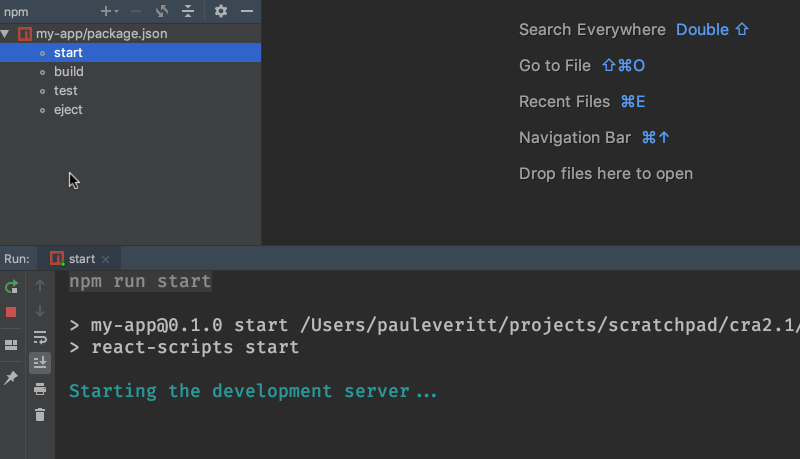 npm
my-app/package.json
start
build
test
eject
Search Everywhere Double ⇧
Go to File ⇧⌘O
Recent Files ⌘E
Navigation Bar ⌘↑
Drop files here to open
Run: start
npm run start
> my-app@0.1.0 start /Users/pauleveritt/projects/scratchpad/cra2.1/
> react-scripts start
Starting the development server...